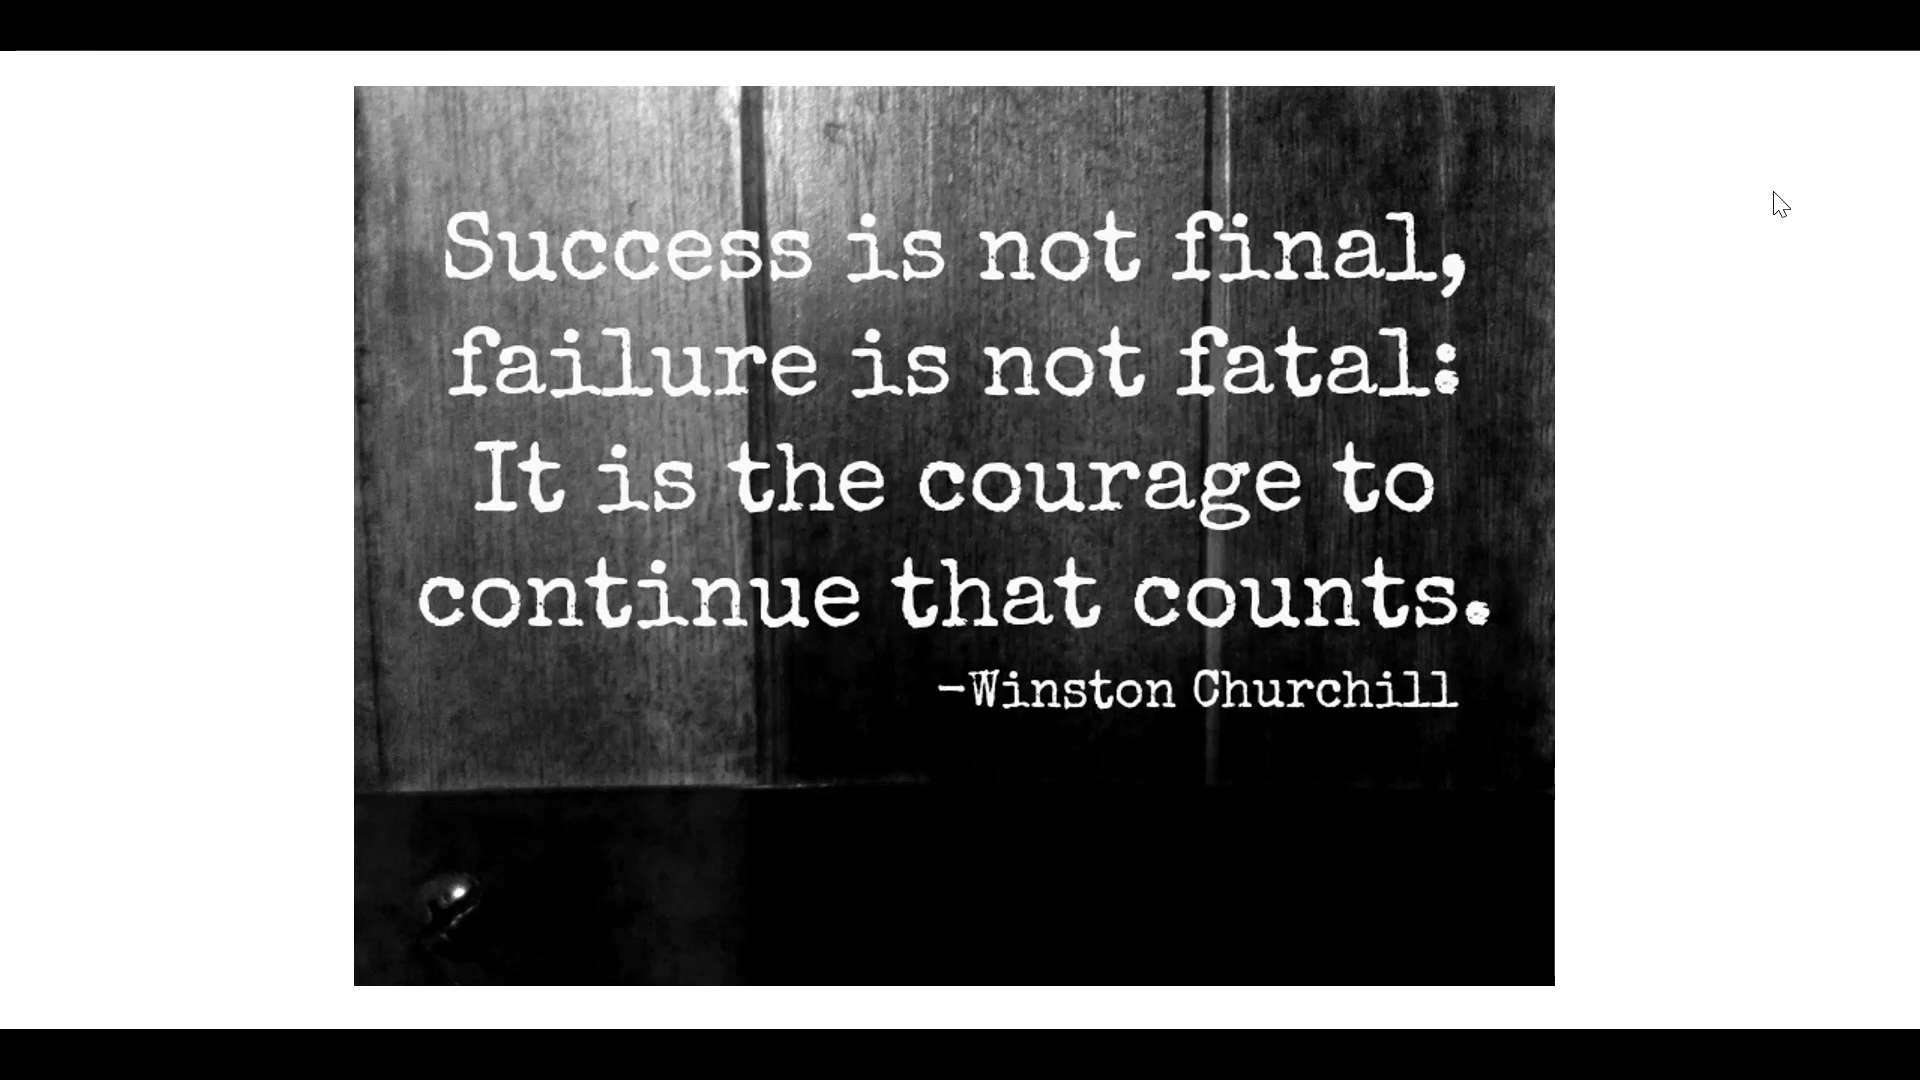 Success is not final,
failure is not fatal:
It is the courage to
continue that counts.
-Winston Churchill